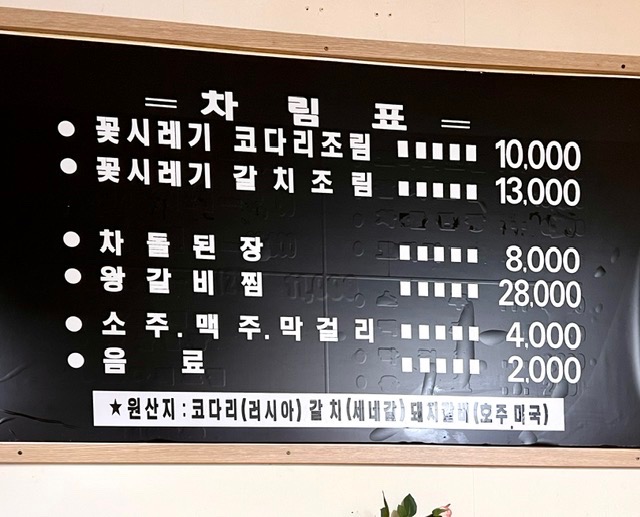 차 림 표
꽃시레기 코다리조림 10,000
꽃시레기 갈치조림 13,000
차돌된장 8,000
왕갈비찜 28,000
소주.맥주.막걸리 4,000
음 료 2,000
★원산지:코다리(러시아) 갈치(세네갈) 돼지갈비(호주,미국)